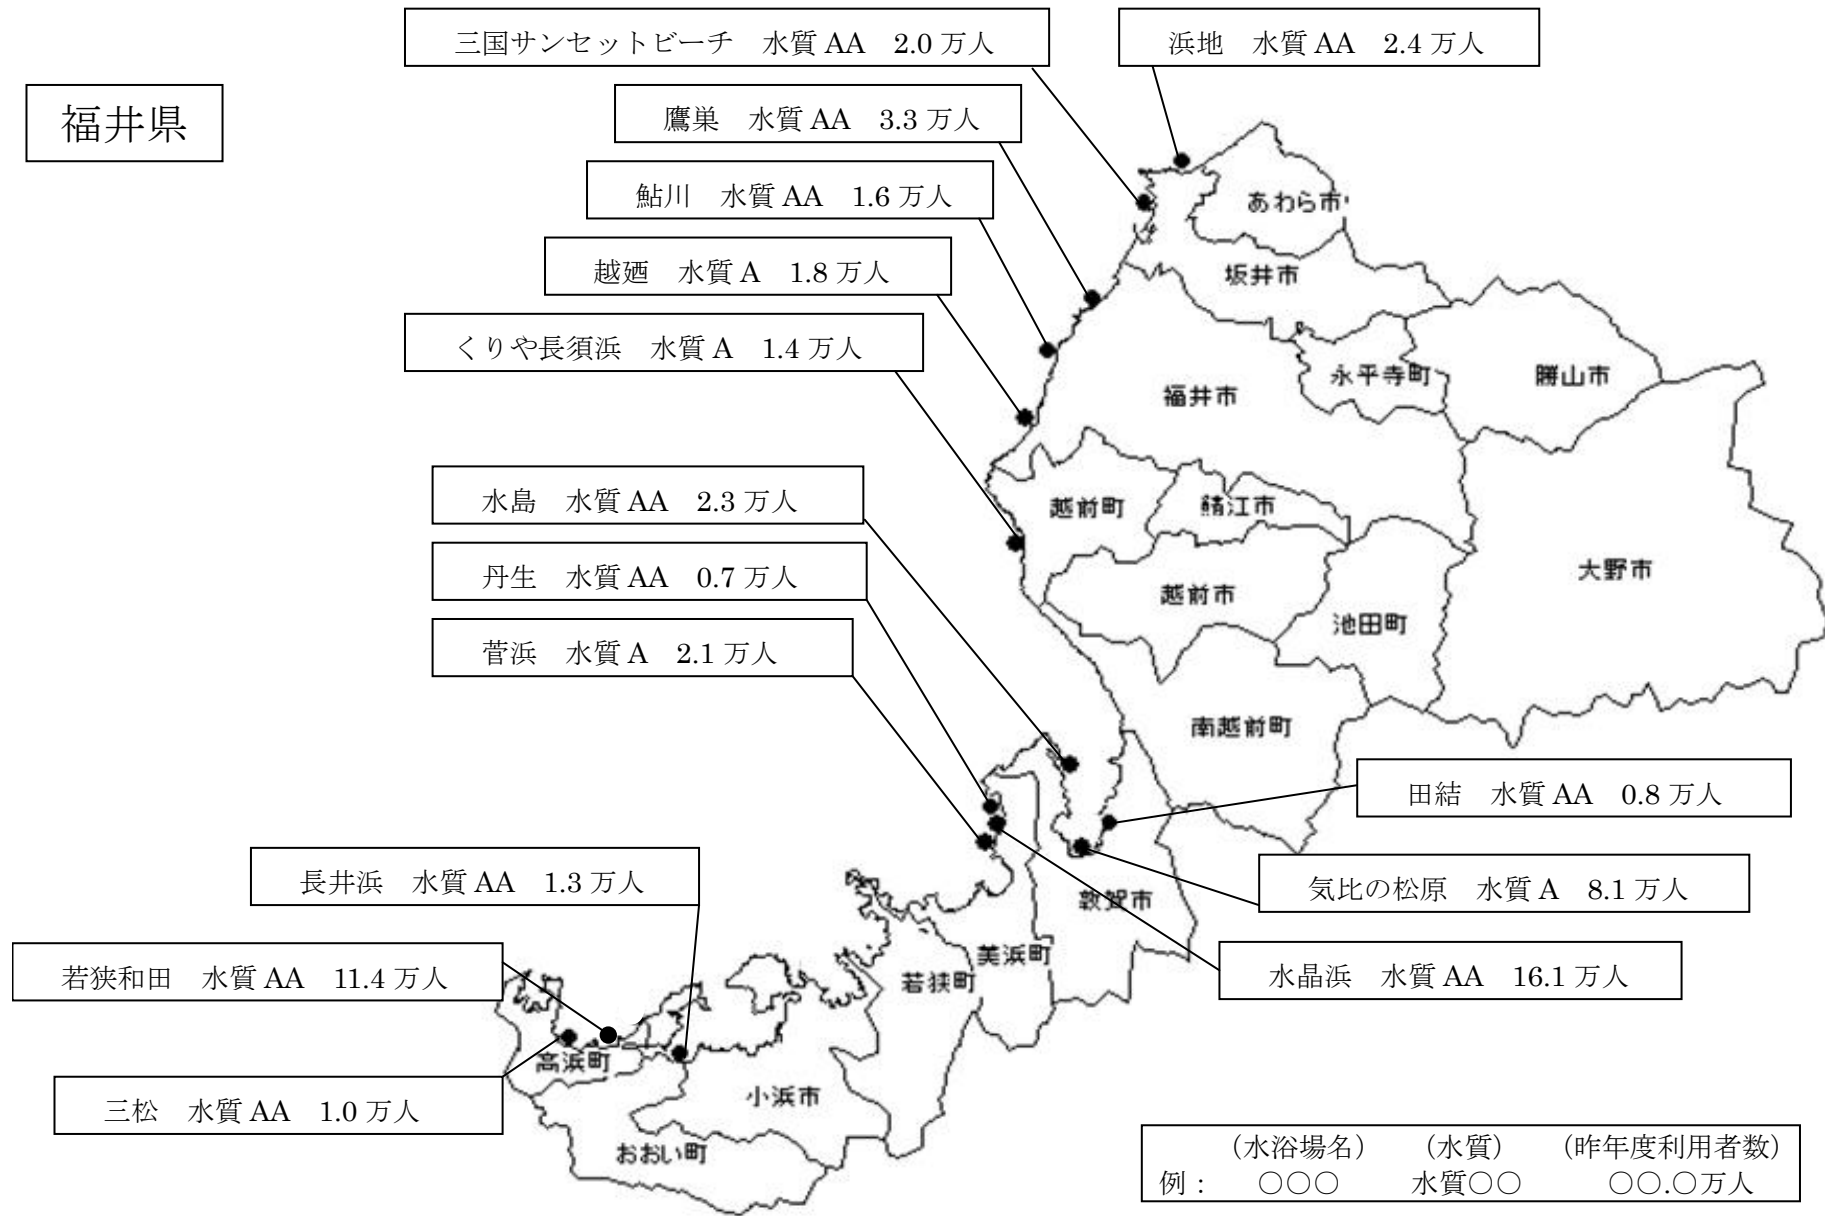 三国サンセットビーチ　水質 AA　2.0 万人
浜地　水質 AA　2.4 万人
福井県
鷹巣　水質 AA　3.3 万人
鮎川　水質 AA　1.6 万人
あわら市
越廼　水質 A　1.8 万人
坂井市
くりや長須浜　水質 A　1.4 万人
福井市
永平寺町
勝山市
水島　水質 AA　2.3 万人
越前町
鯖江市
丹生　水質 AA　0.7 万人
越前市
池田町
大野市
菅浜　水質 A　2.1 万人
南越前町
田結　水質 AA　0.8 万人
長井浜　水質 AA　1.3 万人
敦賀市
気比の松原　水質 A　8.1 万人
若狭和田　水質 AA　11.4 万人
美浜町
若狭町
水晶浜　水質 AA　16.1 万人
高浜町
三松　水質 AA　1.0 万人
小浜市
おおい町
（水浴場名）　（水質）　（昨年度利用者数）
例：　○○○　水質○○　○○.○万人